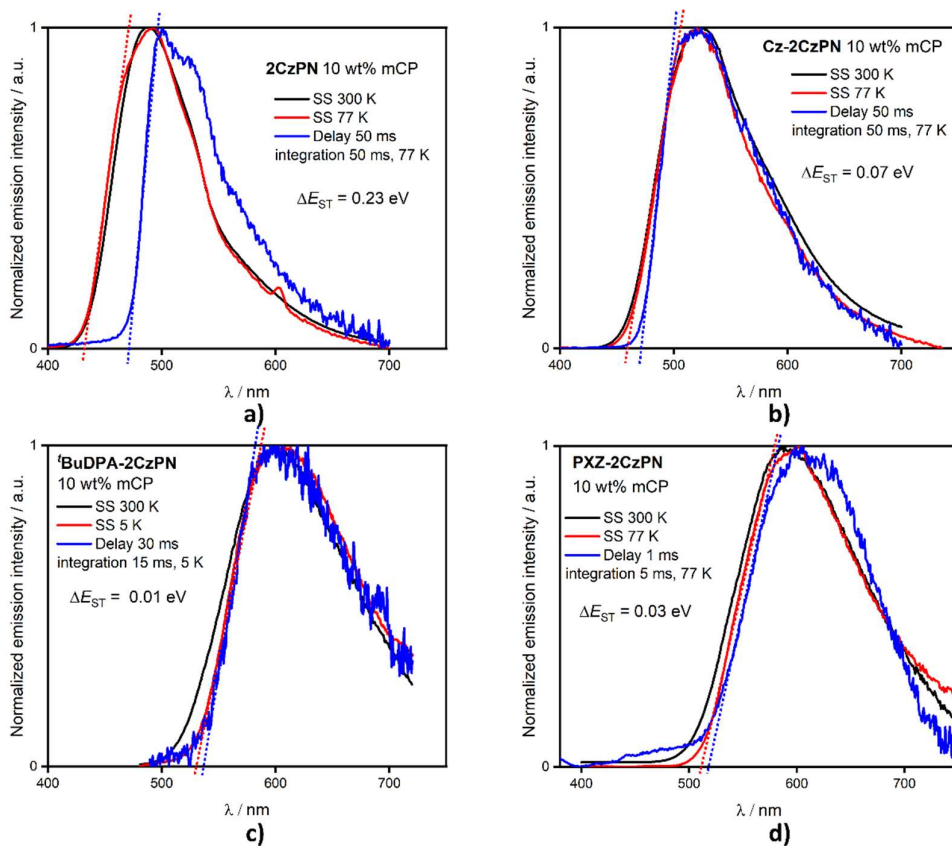 Normalized emission intensity / a.u.
1
0
2CzPN 10 wt% mCP
SS 300 K
SS 77 K
Delay 50 ms
integration 50 ms, 77 K
ΔE_ST = 0.23 eV
400 500 600 700
λ / nm
a)
Normalized emission intensity / a.u.
1
0
Cz-2CzPN 10 wt% mCP
SS 300 K
SS 77 K
Delay 50 ms
integration 50 ms, 77 K
ΔE_ST = 0.07 eV
400 500 600 700
λ / nm
b)
Normalized emission intensity / a.u.
1
0
ᵗBuDPA-2CzPN
10 wt% mCP
SS 300 K
SS 5 K
Delay 30 ms
integration 15 ms, 5 K
ΔE_ST = 0.01 eV
400 500 600 700
λ / nm
c)
Normalized emission intensity / a.u.
1
0
PXZ-2CzPN
10 wt% mCP
SS 300 K
SS 77 K
Delay 1 ms
integration 5 ms, 77 K
ΔE_ST = 0.03 eV
400 500 600 700
λ / nm
d)